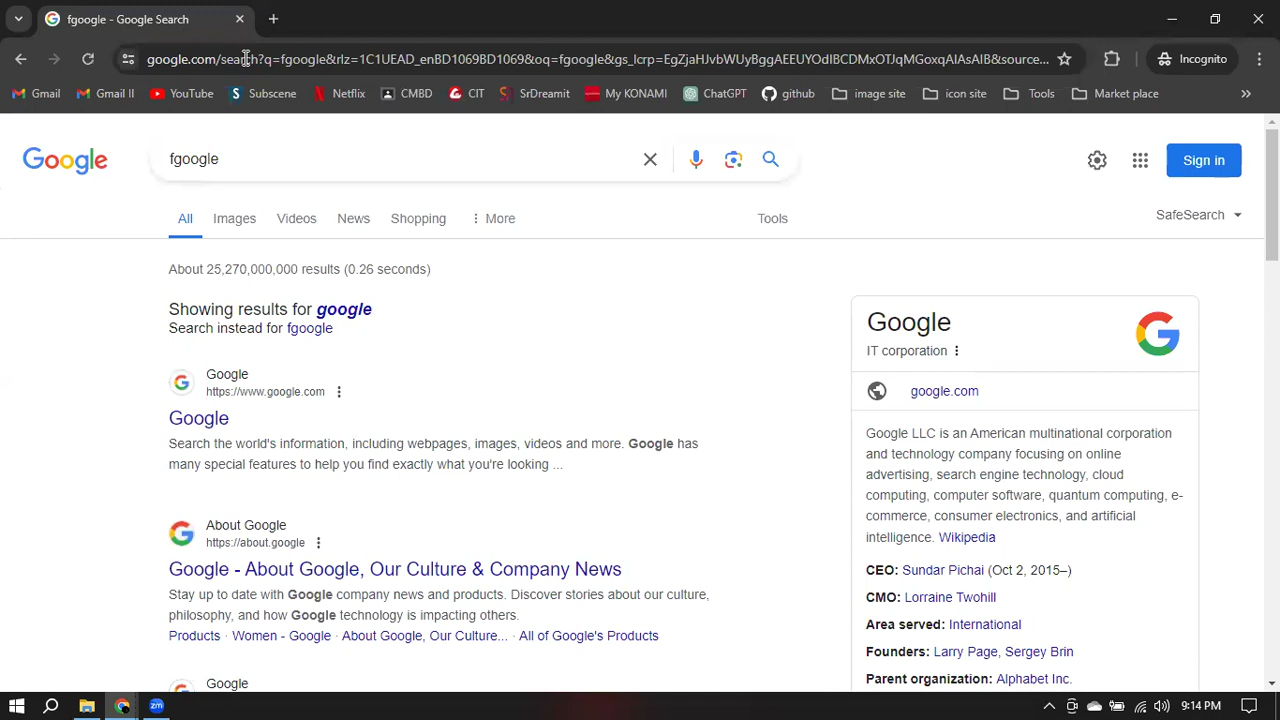 fgoogle - Google Search
google.com/search?q=fgoogle&rlz=1C1UEAD_enBD1069BD1069&oq=fgoogle&gs_lcrp=EgZjaHJvbWUyBggAEEUYOdIBCDMxOTJqMGoxqAIAsAIB&source...
Incognito
Gmail Gmail II YouTube Subscene Netflix CMBD CIT SrDreamit My KONAMI ChatGPT github image site icon site Tools Market place »
Google
fgoogle
Sign in
All Images Videos News Shopping More Tools
SafeSearch
About 25,270,000,000 results (0.26 seconds)
Showing results for google
Search instead for fgoogle
Google
https://www.google.com
Google
Search the world's information, including webpages, images, videos and more. Google has
many special features to help you find exactly what you're looking ...
About Google
https://about.google
Google - About Google, Our Culture & Company News
Stay up to date with Google company news and products. Discover stories about our culture,
philosophy, and how Google technology is impacting others.
Products · Women - Google · About Google, Our Culture... · All of Google's Products
Google
Google
IT corporation
google.com
Google LLC is an American multinational corporation
and technology company focusing on online
advertising, search engine technology, cloud
computing, computer software, quantum computing, e-
commerce, consumer electronics, and artificial
intelligence. Wikipedia
CEO: Sundar Pichai (Oct 2, 2015–)
CMO: Lorraine Twohill
Area served: International
Founders: Larry Page, Sergey Brin
Parent organization: Alphabet Inc.
zm
9:14 PM